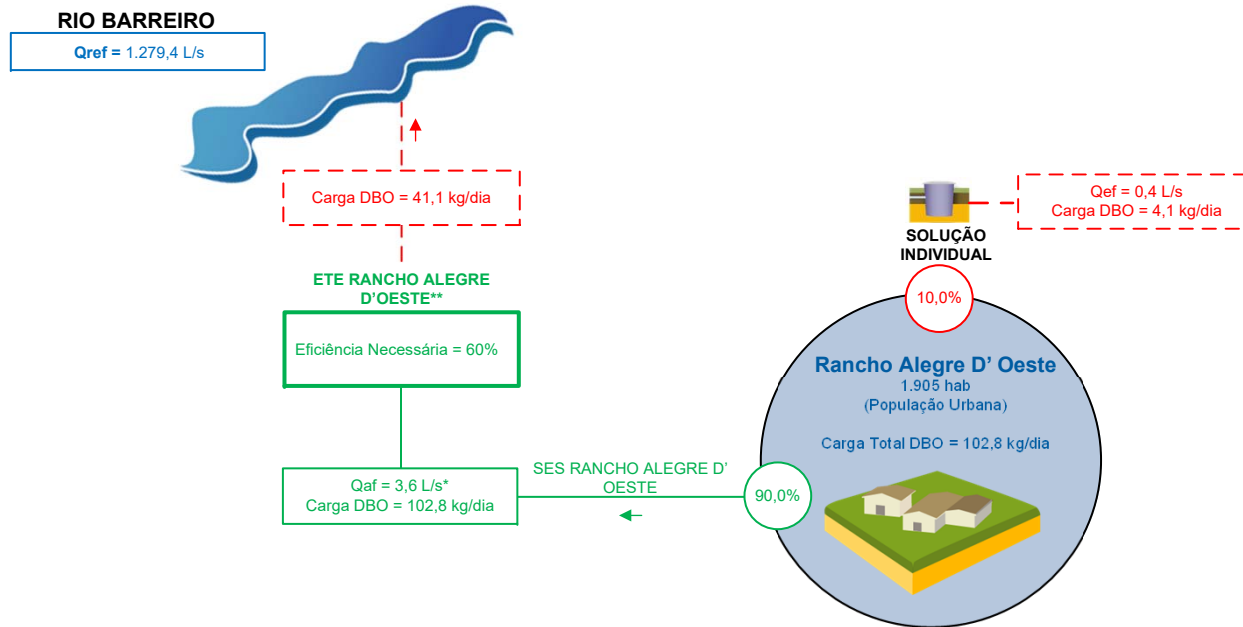 RIO BARREIRO
Qref = 1.279,4 L/s
Carga DBO = 41,1 kg/dia
Qef = 0,4 L/s
Carga DBO = 4,1 kg/dia
SOLUÇÃO
INDIVIDUAL
10,0%
ETE RANCHO ALEGRE
D’OESTE**
Eficiência Necessária = 60%
Rancho Alegre D’ Oeste
1.905 hab
(População Urbana)
Carga Total DBO = 102,8 kg/dia
SES RANCHO ALEGRE D’
OESTE
90,0%
Qaf = 3,6 L/s*
Carga DBO = 102,8 kg/dia